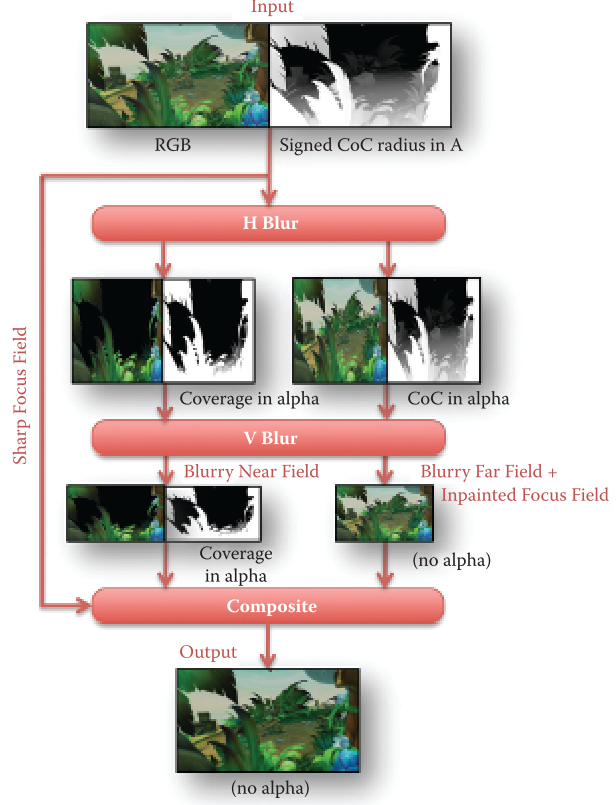 Input
RGB
Signed CoC radius in A
H Blur
Sharp Focus Field
Coverage in alpha
CoC in alpha
V Blur
Blurry Near Field
Blurry Far Field +
Inpainted Focus Field
Coverage
in alpha
(no alpha)
Composite
Output
(no alpha)